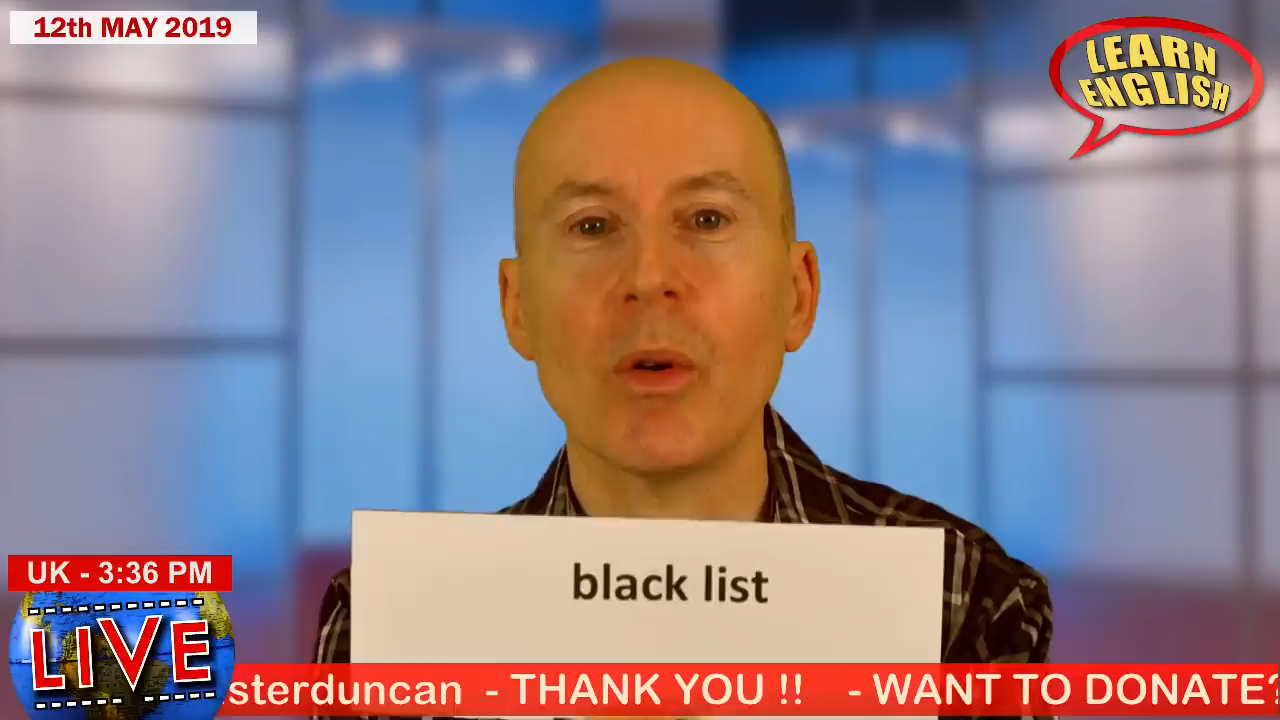 12th MAY 2019
LEARN
ENGLISH
black list
UK - 3:36 PM
LIVE
sterduncan - THANK YOU !! - WANT TO DONATE?